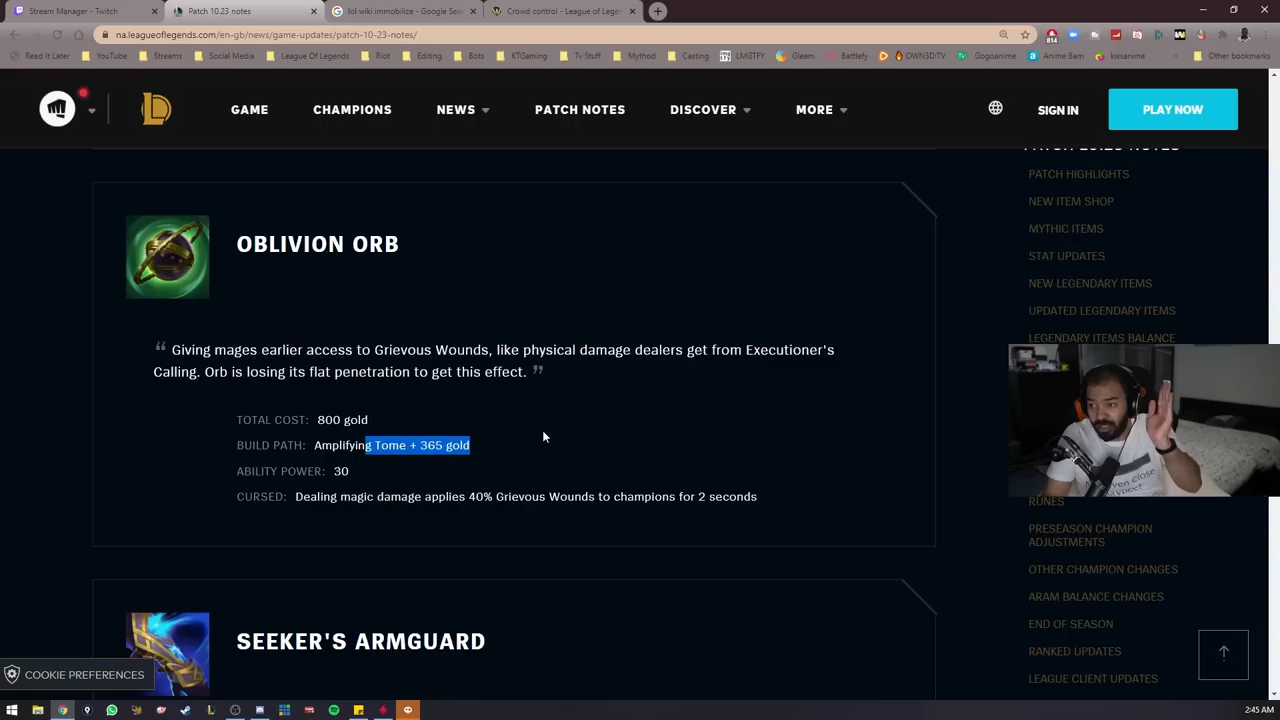 Stream Manager - Twitch
Patch 10.23 notes
lol wiki immobilize - Google Sea
Crowd control - League of Lege
na.leagueoflegends.com/en-gb/news/game-updates/patch-10-23-notes/
814
Read It Later
YouTube
Streams
Social Media
League Of Legends
Riot
Editing
Bots
KTGaming
Tv Stuff
Mythod
Casting
LMGTFY
Gleam
Battlefy
OWN3D:TV
Gogoanime
Anime Bam
kissanime
Other bookmarks
GAME
CHAMPIONS
NEWS
PATCH NOTES
DISCOVER
MORE
SIGN IN
PLAY NOW
PATCH 10.23 NOTES
PATCH HIGHLIGHTS
NEW ITEM SHOP
MYTHIC ITEMS
STAT UPDATES
NEW LEGENDARY ITEMS
UPDATED LEGENDARY ITEMS
LEGENDARY ITEMS BALANCE
OBLIVION ORB
“ Giving mages earlier access to Grievous Wounds, like physical damage dealers get from Executioner's
Calling. Orb is losing its flat penetration to get this effect. ”
TOTAL COST: 800 gold
BUILD PATH: Amplifying Tome + 365 gold
ABILITY POWER: 30
CURSED: Dealing magic damage applies 40% Grievous Wounds to champions for 2 seconds
RUNES
PRESEASON CHAMPION
ADJUSTMENTS
OTHER CHAMPION CHANGES
ARAM BALANCE CHANGES
END OF SEASON
RANKED UPDATES
LEAGUE CLIENT UPDATES
SEEKER'S ARMGUARD
COOKIE PREFERENCES
2:45 AM